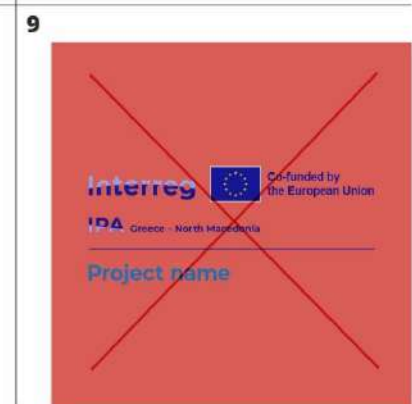 9
Interreg
Co-funded by
the European Union
IPA Greece - North Macedonia
Project name